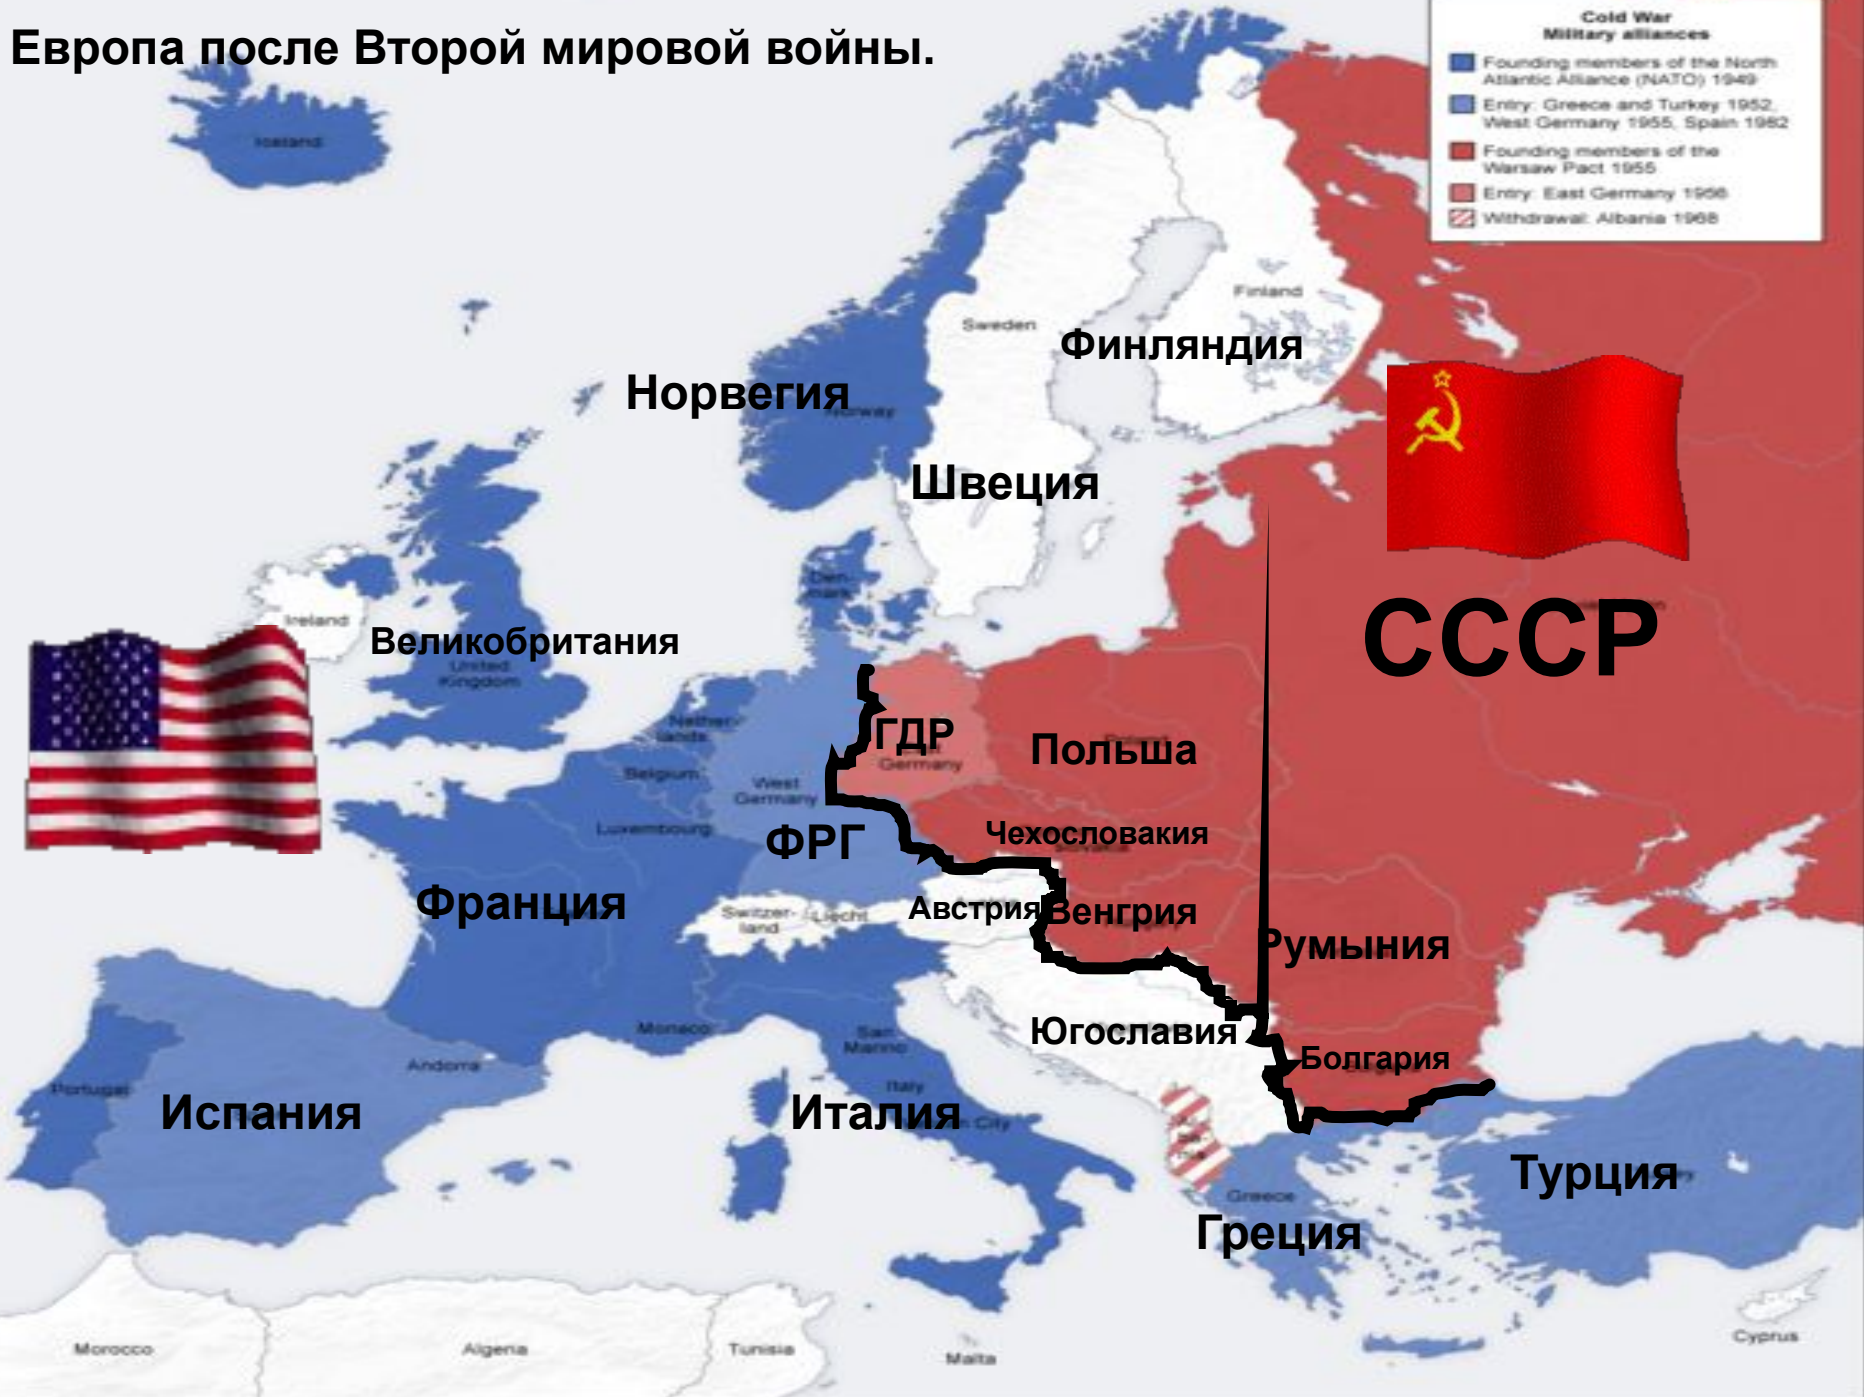 Европа после Второй мировой войны.
Cold War
Military alliances
Founding members of the North
Atlantic Alliance (NATO) 1949
Entry: Greece and Turkey 1952,
West Germany 1955, Spain 1982
Founding members of the
Warsaw Pact 1955
Entry: East Germany 1956
Withdrawal: Albania 1968
Iceland
Finland
Sweden
Финляндия
Норвегия
Norway
Швеция
Den-
mark
СССР
Ireland
Великобритания
United
Kingdom
Nether-
lands
ГДР
East
Germany
Польша
Poland
Belgium
West
Germany
Luxembourg
ФРГ
Чехословакия
Франция
Switzer-
land
Liecht
Австрия
Венгрия
Румыния
Monaco
San
Marino
Югославия
Болгария
Andorra
Portugal
Испания
Italy
Италия
City
Турция
Greece
Греция
Morocco
Algeria
Tunisia
Malta
Cyprus